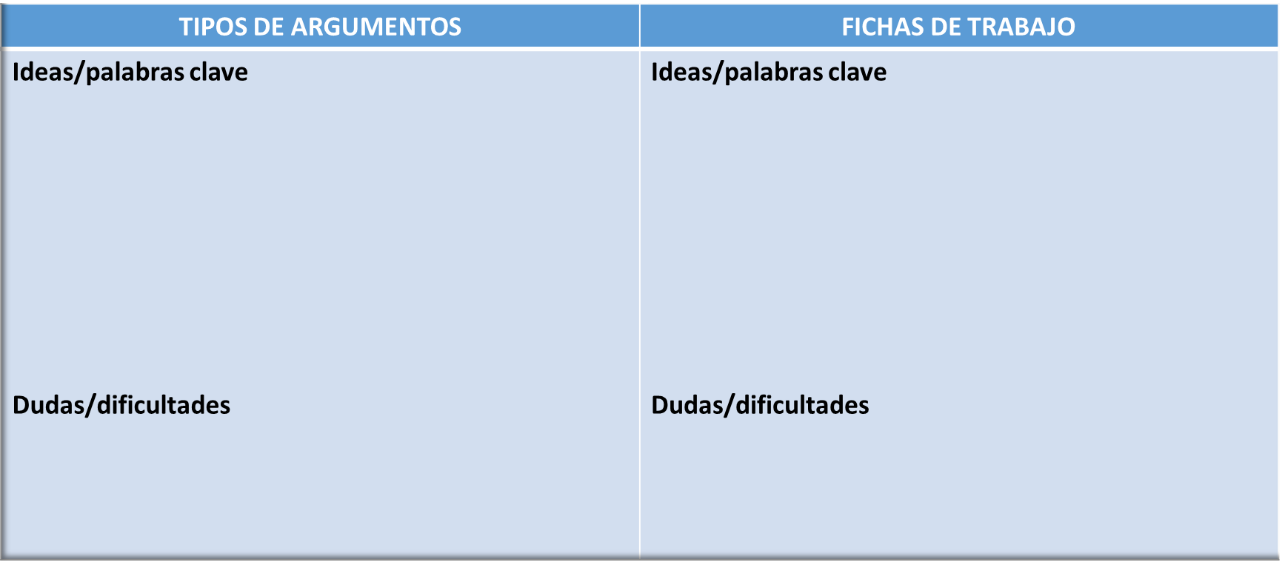 TIPOS DE ARGUMENTOS
FICHAS DE TRABAJO
Ideas/palabras clave
Ideas/palabras clave
Dudas/dificultades
Dudas/dificultades